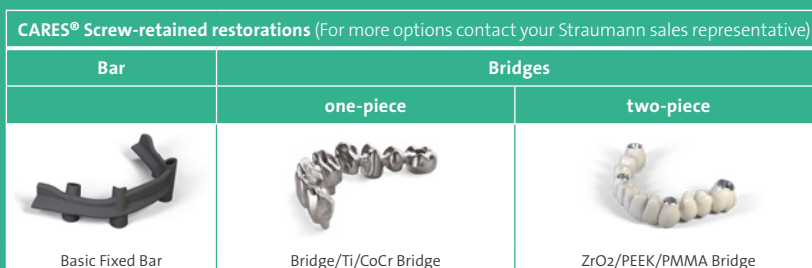 CARES® Screw-retained restorations (For more options contact your Straumann sales representative)
Bar Bridges
one-piece two-piece
Basic Fixed Bar Bridge/Ti/CoCr Bridge ZrO2/PEEK/PMMA Bridge